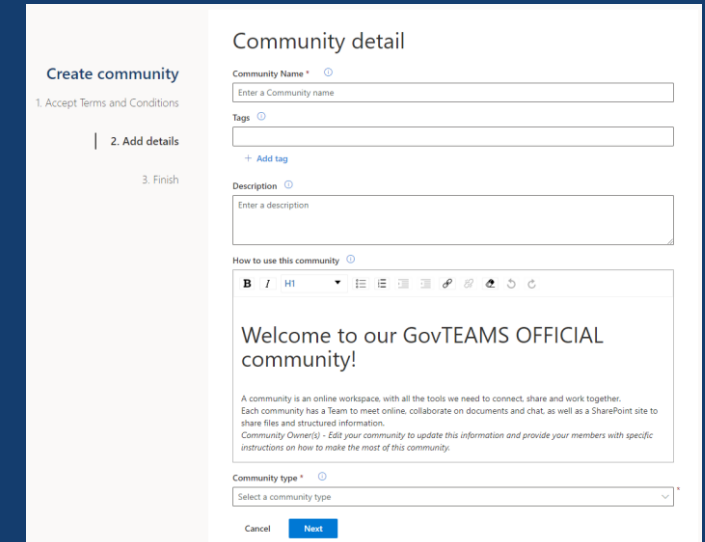 Create community
1. Accept Terms and Conditions
2. Add details
3. Finish
Community detail
Community Name *
Enter a Community name
Tags
+ Add tag
Description
Enter a description
How to use this community
B I H1
Welcome to our GovTEAMS OFFICIAL
community!
A community is an online workspace, with all the tools we need to connect, share and work together.
Each community has a Team to meet online, collaborate on documents and chat, as well as a SharePoint site to
share files and structured information.
Community Owner(s) - Edit your community to update this information and provide your members with specific
instructions on how to make the most of this community.
Community type *
Select a community type
*
Cancel Next